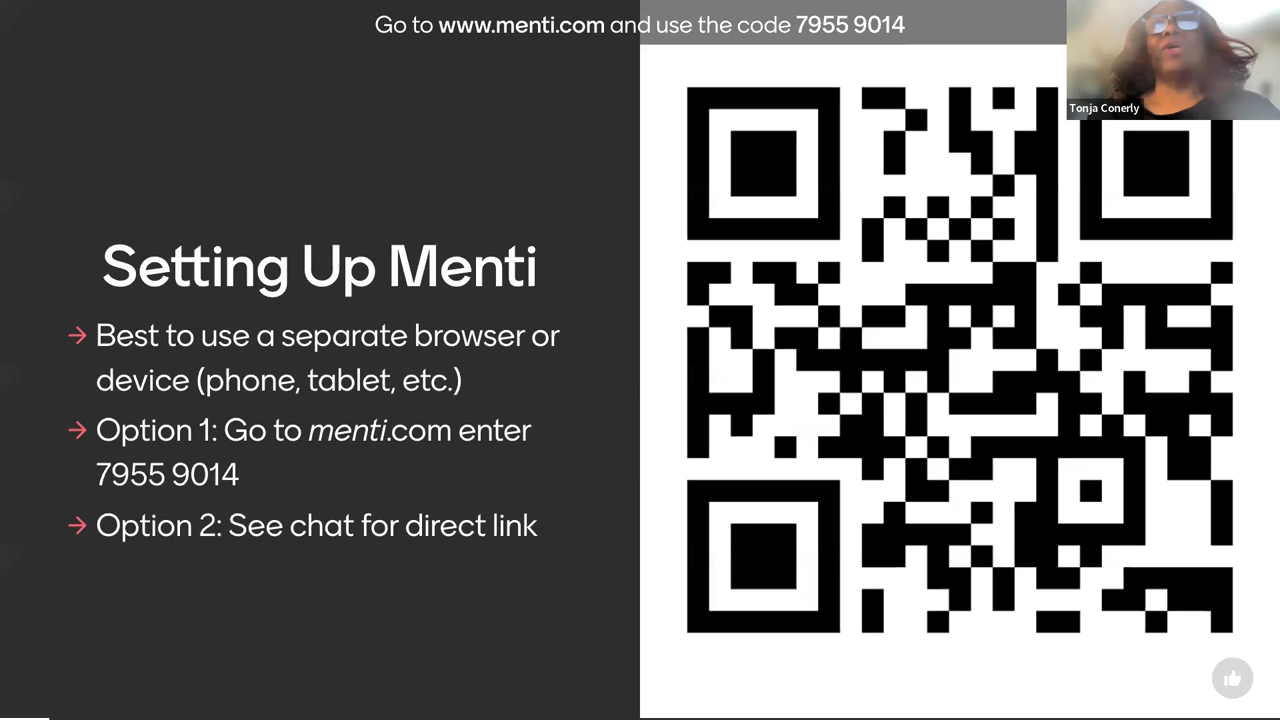 Go to www.menti.com and use the code 7955 9014
Tonja Conerly
Setting Up Menti
→ Best to use a separate browser or
device (phone, tablet, etc.)
→ Option 1: Go to menti.com enter
7955 9014
→ Option 2: See chat for direct link